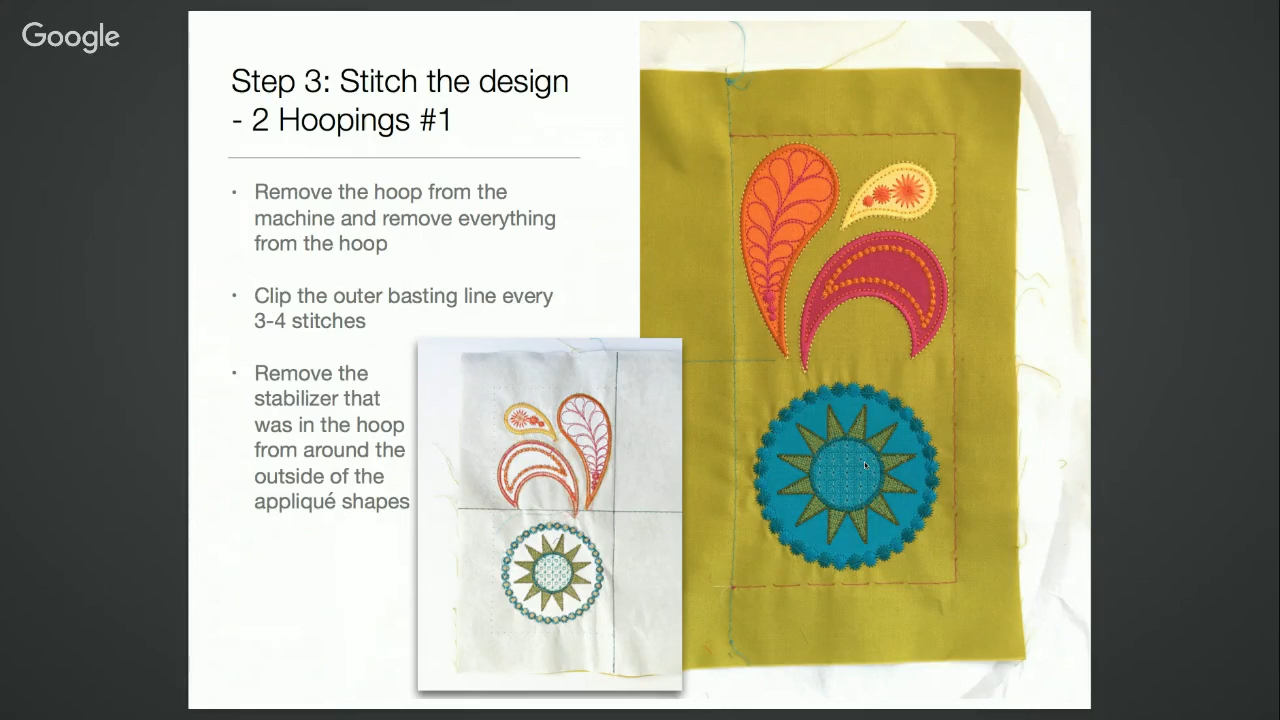 Google
Step 3: Stitch the design
- 2 Hoopings #1
• Remove the hoop from the
machine and remove everything
from the hoop
• Clip the outer basting line every
3-4 stitches
• Remove the
stabilizer that
was in the hoop
from around the
outside of the
appliqué shapes